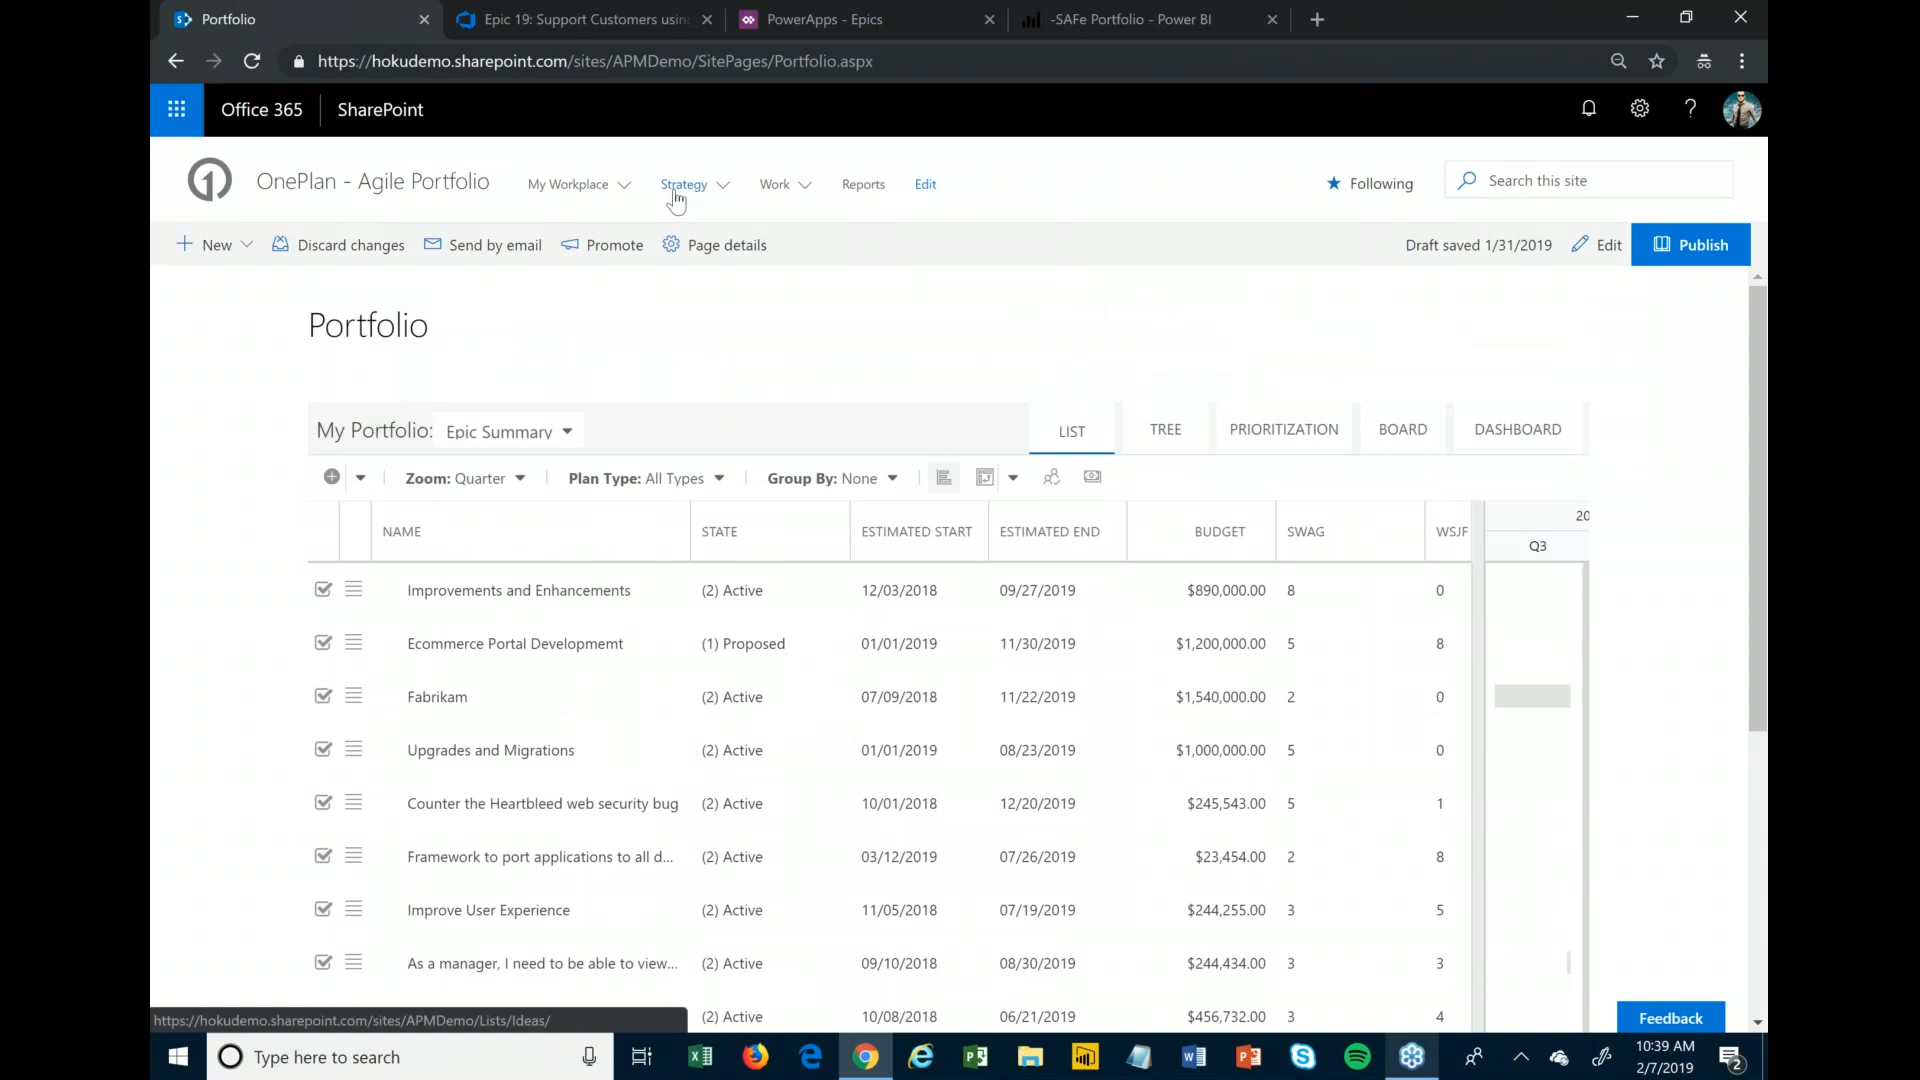 Portfolio
Epic 19: Support Customers usin
PowerApps - Epics
-SAFe Portfolio - Power BI
https://hokudemo.sharepoint.com/sites/APMDemo/SitePages/Portfolio.aspx
Office 365
SharePoint
OnePlan - Agile Portfolio
My Workplace
Strategy
Work
Reports
Edit
Following
Search this site
New
Discard changes
Send by email
Promote
Page details
Draft saved 1/31/2019
Edit
Publish
Portfolio
My Portfolio: Epic Summary
LIST
TREE
PRIORITIZATION
BOARD
DASHBOARD
Zoom: Quarter
Plan Type: All Types
Group By: None
NAME STATE ESTIMATED START ESTIMATED END BUDGET SWAG WSJF
20
Q3
Improvements and Enhancements (2) Active 12/03/2018 09/27/2019 $890,000.00 8 0
Ecommerce Portal Developmemt (1) Proposed 01/01/2019 11/30/2019 $1,200,000.00 5 8
Fabrikam (2) Active 07/09/2018 11/22/2019 $1,540,000.00 2 0
Upgrades and Migrations (2) Active 01/01/2019 08/23/2019 $1,000,000.00 5 0
Counter the Heartbleed web security bug (2) Active 10/01/2018 12/20/2019 $245,543.00 5 1
Framework to port applications to all d... (2) Active 03/12/2019 07/26/2019 $23,454.00 2 8
Improve User Experience (2) Active 11/05/2018 07/19/2019 $244,255.00 3 5
As a manager, I need to be able to view... (2) Active 09/10/2018 08/30/2019 $244,434.00 3 3
(2) Active 10/08/2018 06/21/2019 $456,732.00 3 4
https://hokudemo.sharepoint.com/sites/APMDemo/Lists/Ideas/
Feedback
Type here to search
10:39 AM
2/7/2019
2